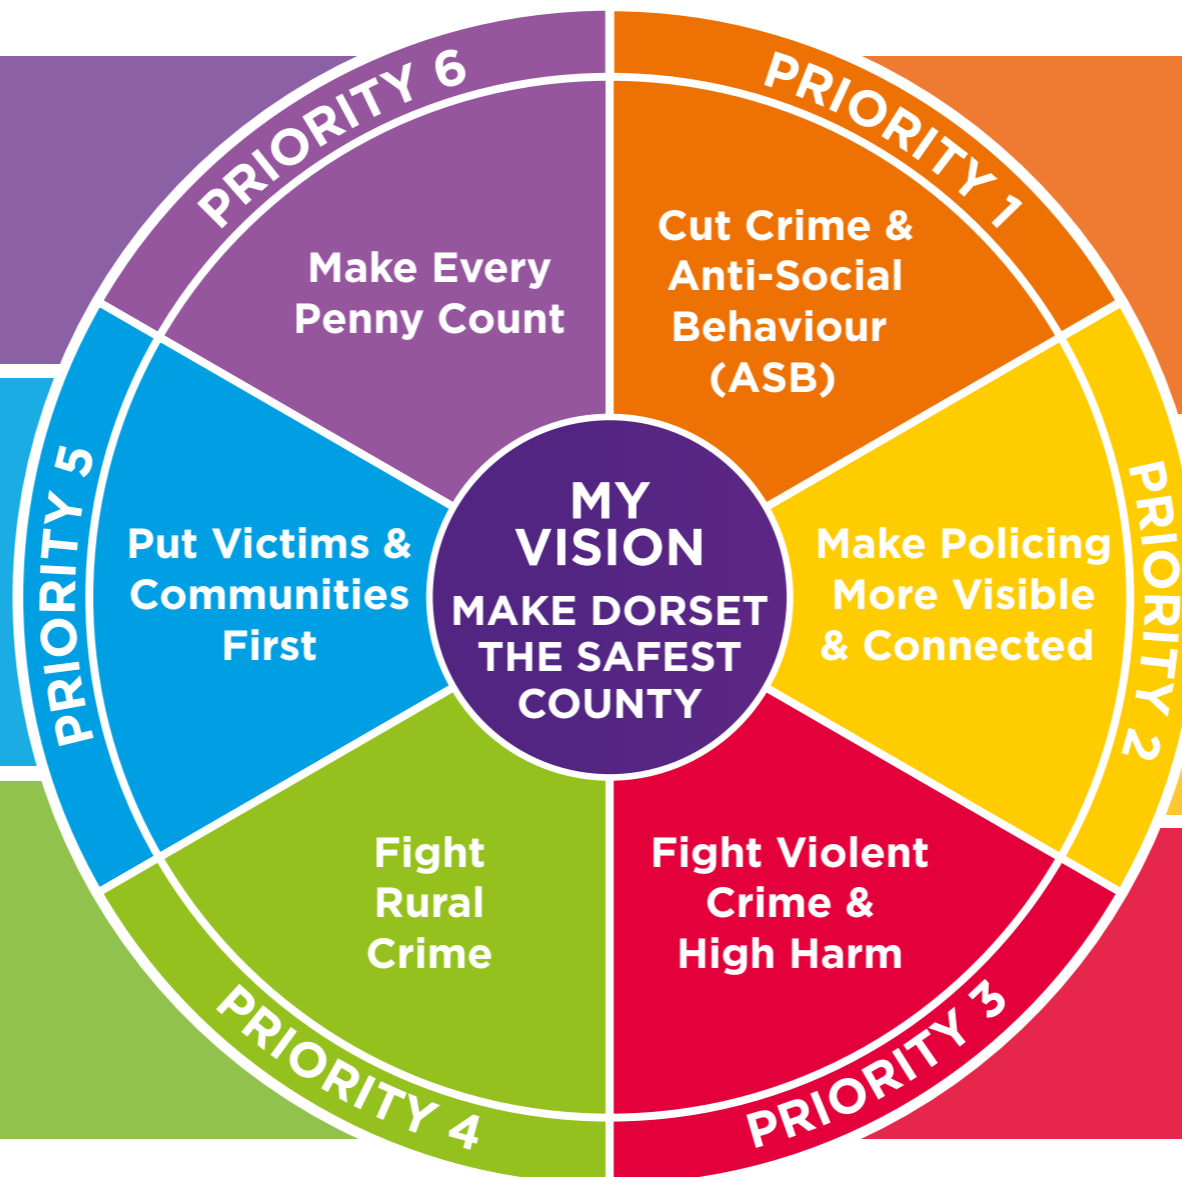 PRIORITY 1
Cut Crime &
Anti-Social
Behaviour
(ASB)
PRIORITY 2
Make Policing
More Visible
& Connected
PRIORITY 3
Fight Violent
Crime &
High Harm
PRIORITY 4
Fight
Rural
Crime
PRIORITY 5
Put Victims &
Communities
First
PRIORITY 6
Make Every
Penny Count
MY
VISION
MAKE DORSET
THE SAFEST
COUNTY